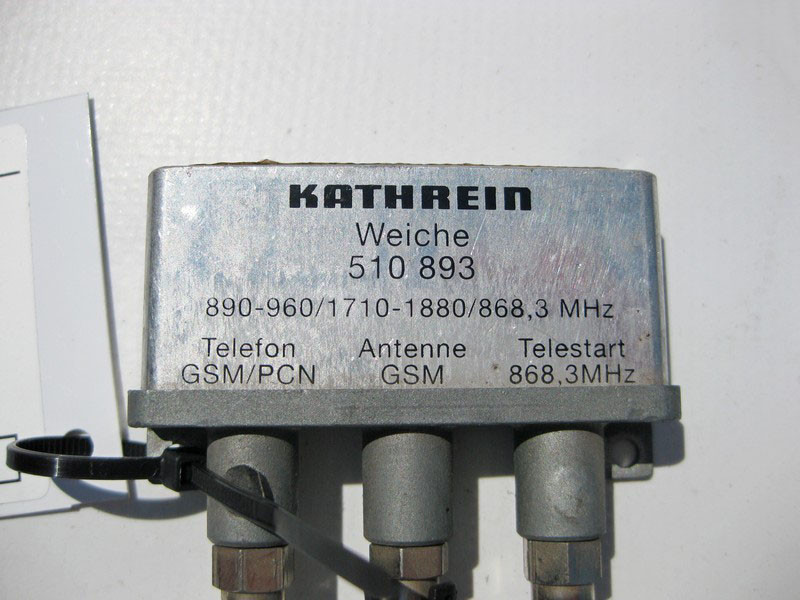 KATHREIN
Weiche
510 893
890-960/1710-1880/868,3 MHz
Telefon Antenne Telestart
GSM/PCN GSM 868,3MHz